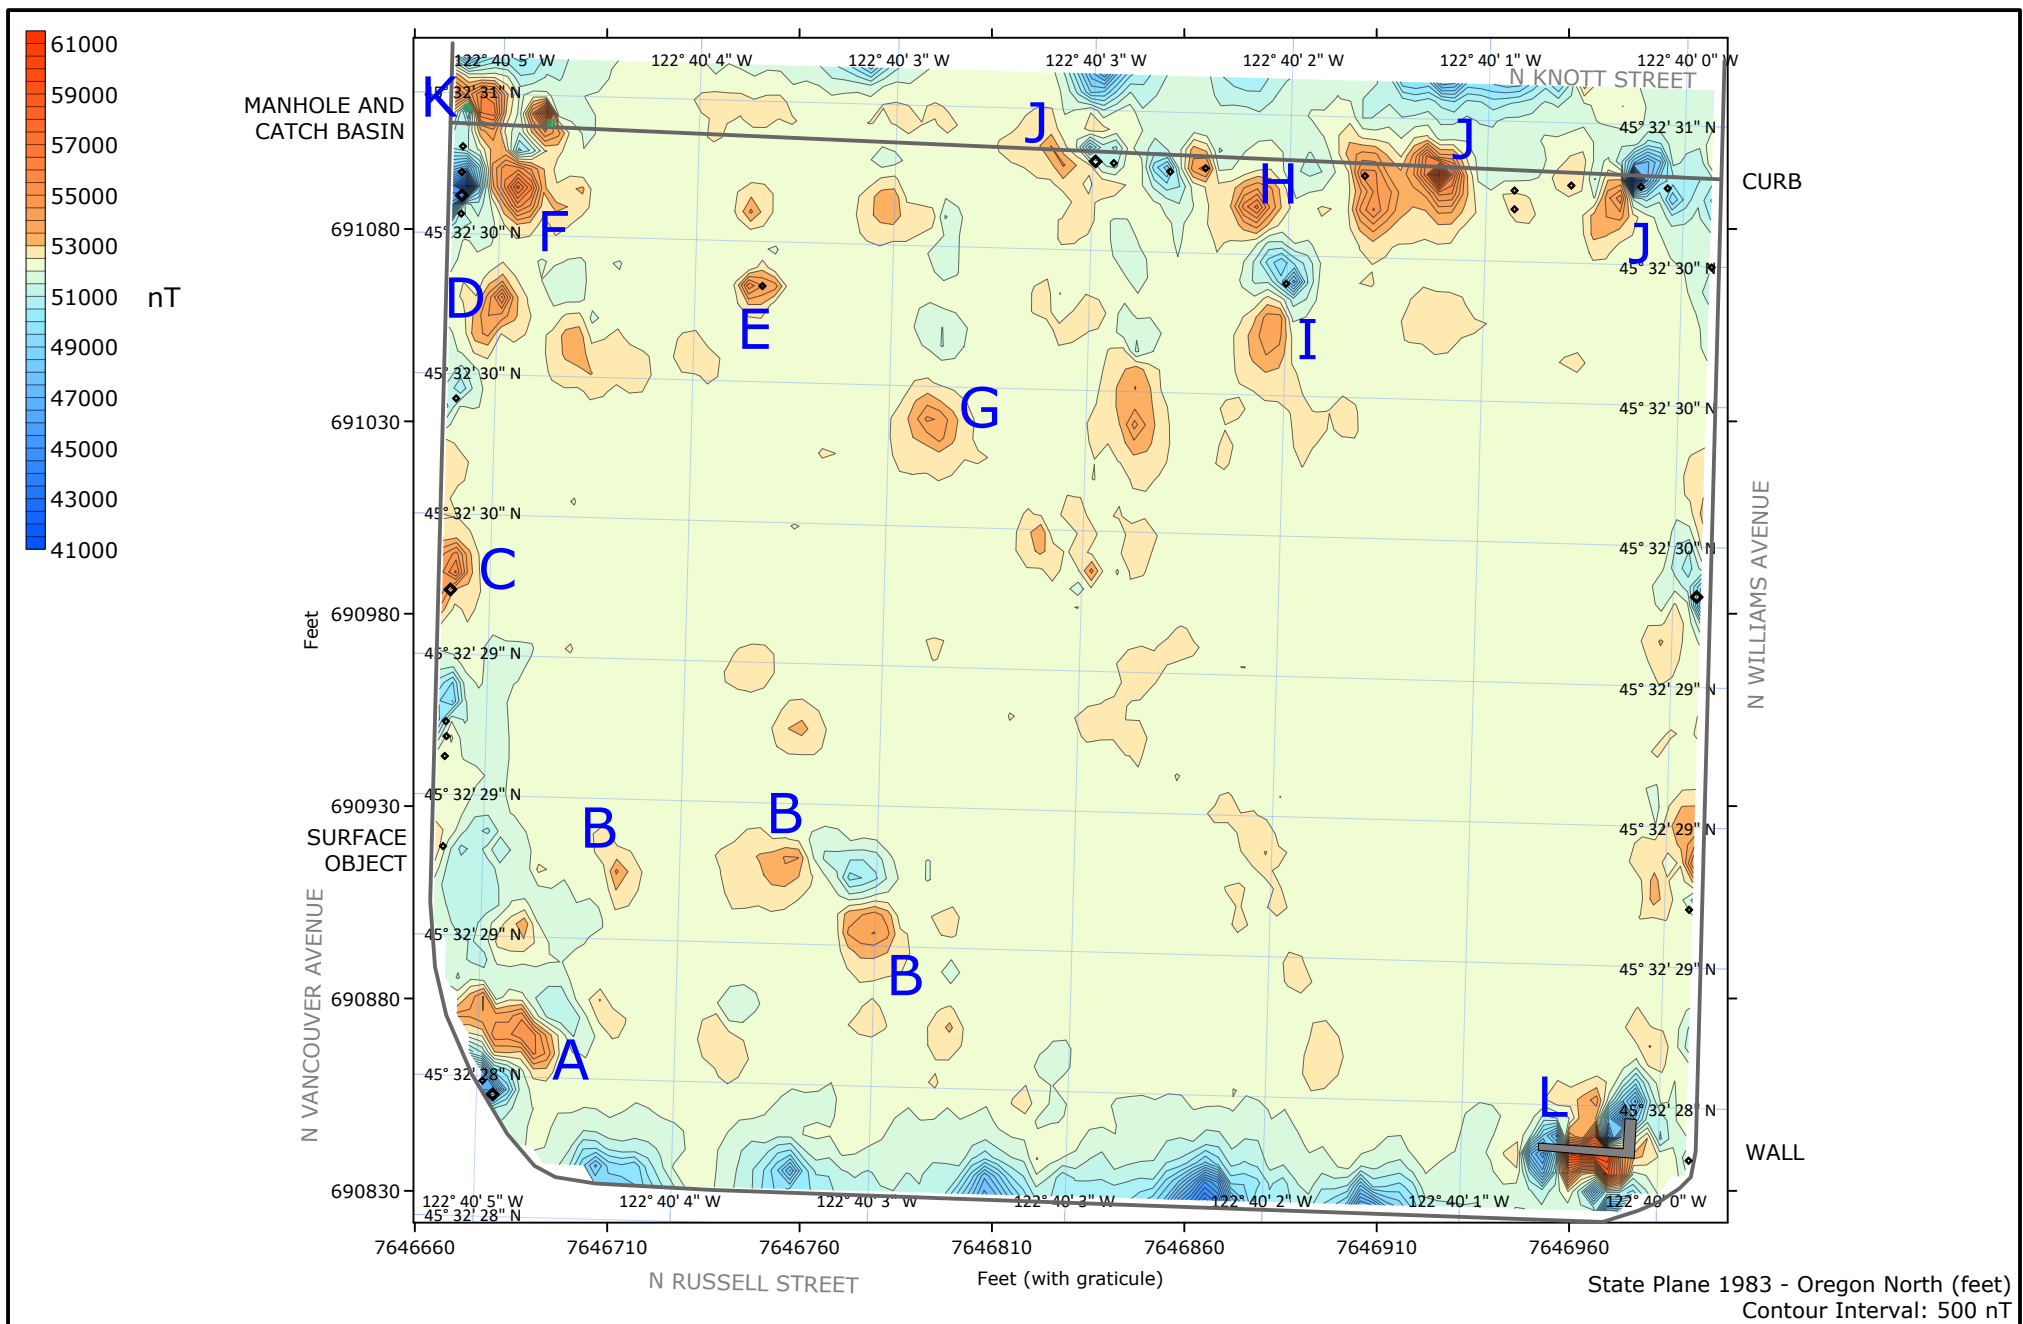 61000
59000
57000
55000
53000
51000
49000
47000
45000
43000
41000
nT
122° 40' 5" W
122° 40' 4" W
122° 40' 3" W
122° 40' 3" W
122° 40' 2" W
122° 40' 1" W
122° 40' 0" W
N KNOTT STREET
K
45° 32' 31" N
MANHOLE AND
CATCH BASIN
J
J
45° 32' 31" N
H
CURB
F
J
691080
45° 32' 30" N
45° 32' 30" N
D
E
I
45° 32' 30" N
G
45° 32' 30" N
691030
45° 32' 30" N
N WILLIAMS AVENUE
C
45° 32' 30" N
690980
Feet
45° 32' 29" N
45° 32' 29" N
45° 32' 29" N
690930
B
B
45° 32' 29" N
SURFACE
OBJECT
N VANCOUVER AVENUE
45° 32' 29" N
B
45° 32' 29" N
690880
A
45° 32' 28" N
L
45° 32' 28" N
WALL
690830
122° 40' 5" W
122° 40' 4" W
122° 40' 3" W
122° 40' 3" W
122° 40' 2" W
122° 40' 1" W
122° 40' 0" W
45° 32' 28" N
7646660
7646710
7646760
7646810
7646860
7646910
7646960
N RUSSELL STREET
Feet (with graticule)
State Plane 1983 - Oregon North (feet)
Contour Interval: 500 nT